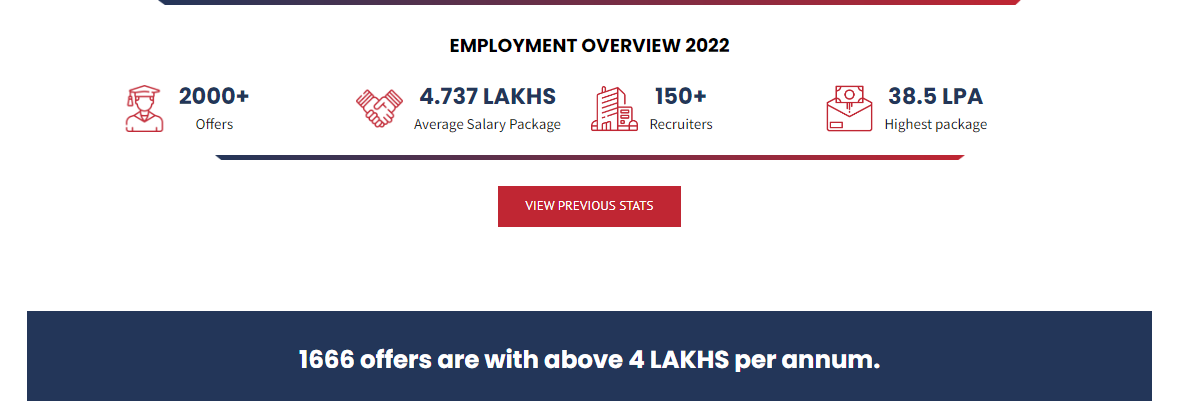 EMPLOYMENT OVERVIEW 2022
2000+
Offers
4.737 LAKHS
Average Salary Package
150+
Recruiters
38.5 LPA
Highest package
VIEW PREVIOUS STATS
1666 offers are with above 4 LAKHS per annum.